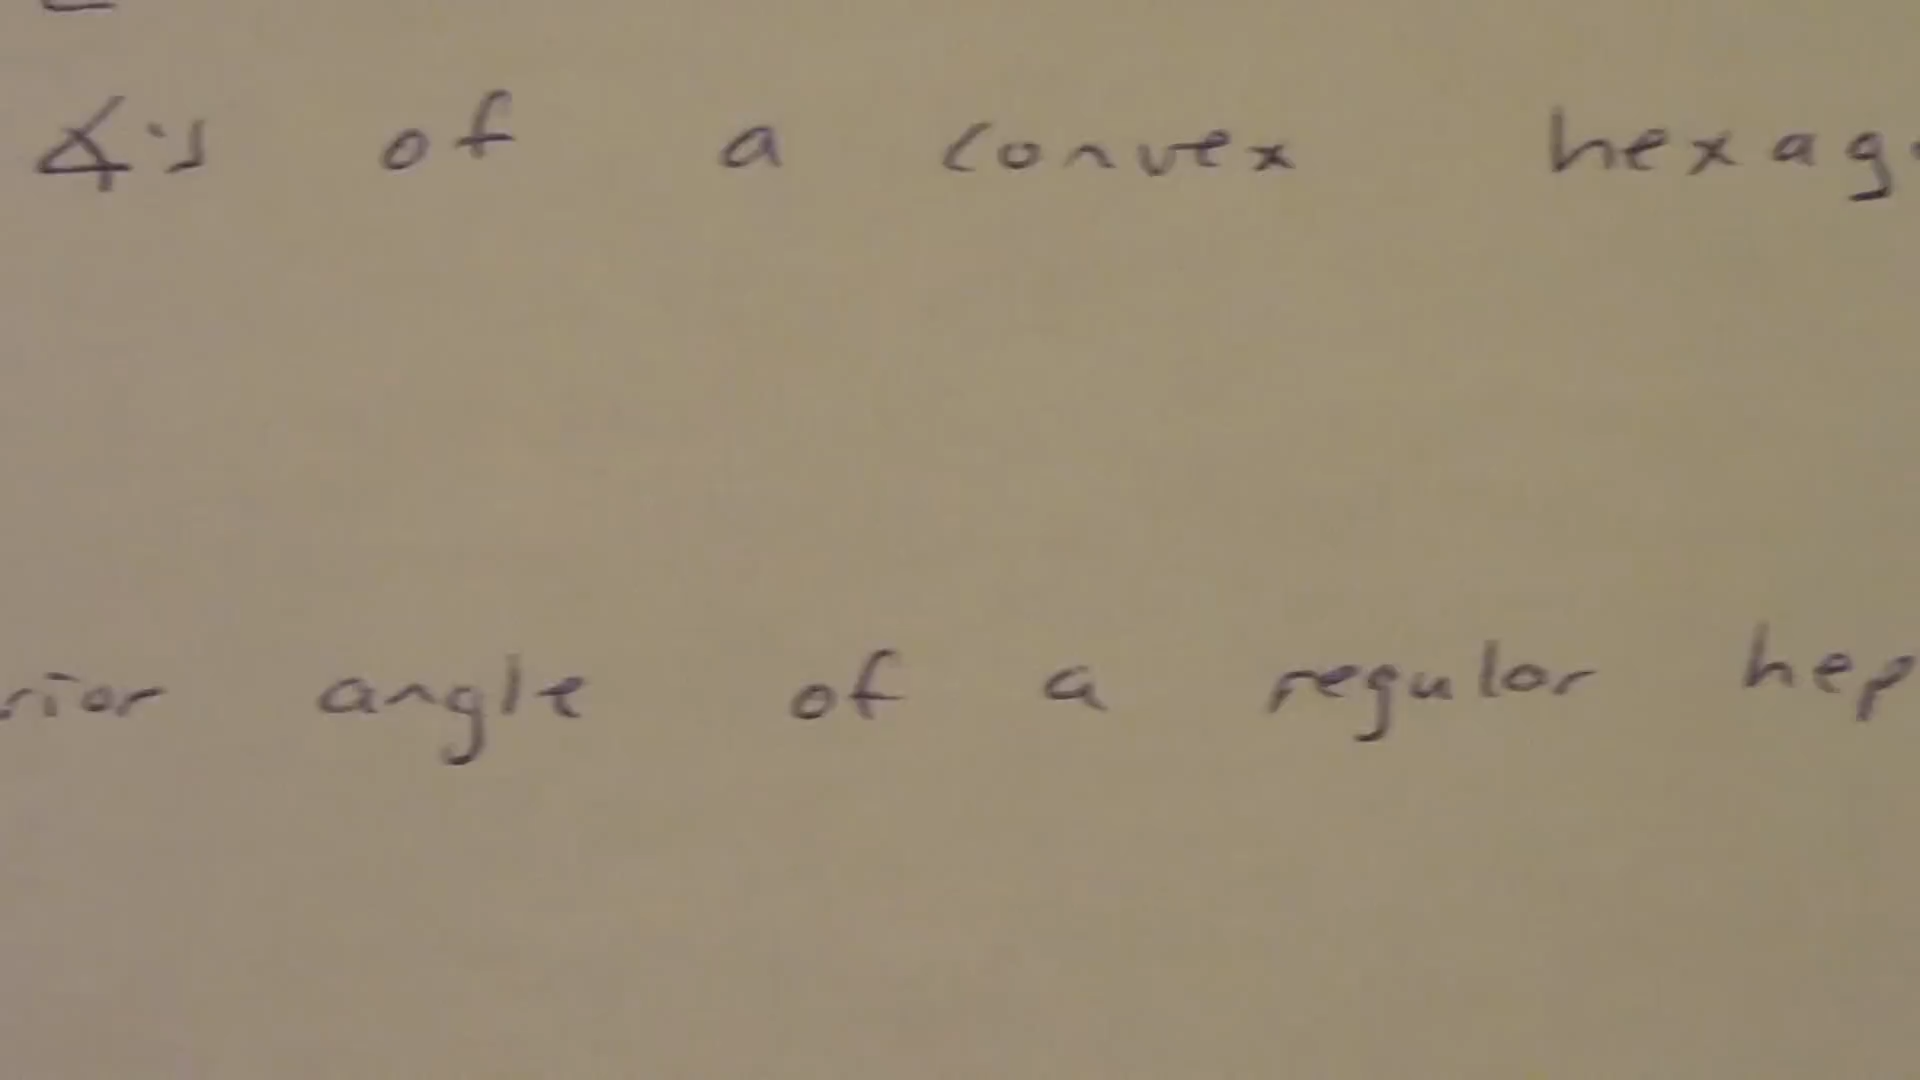 ∡'s of a convex hexag
rior angle of a regular hep